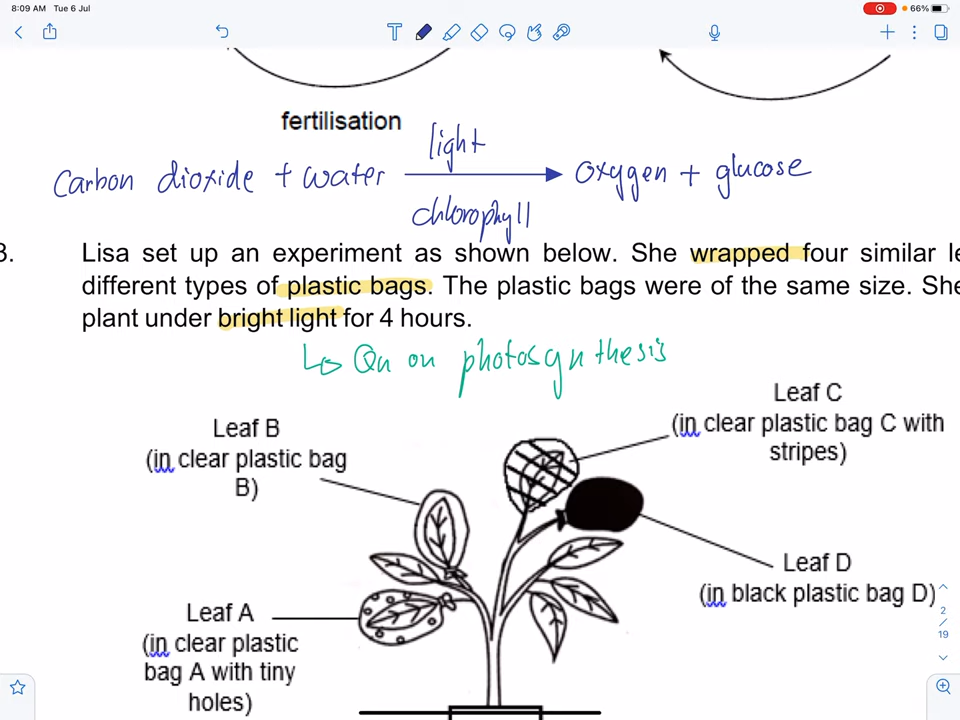 8:09 AM Tue 6 Jul
66%
fertilisation
light
Carbon dioxide + water → oxygen + glucose
chlorophyll
3. Lisa set up an experiment as shown below. She wrapped four similar le
different types of plastic bags. The plastic bags were of the same size. She
plant under bright light for 4 hours.
↳ Qn on photosynthesis
Leaf C
(in clear plastic bag C with
stripes)
Leaf B
(in clear plastic bag
B)
Leaf D
(in black plastic bag D)
Leaf A
(in clear plastic
bag A with tiny
holes)
2
/
19